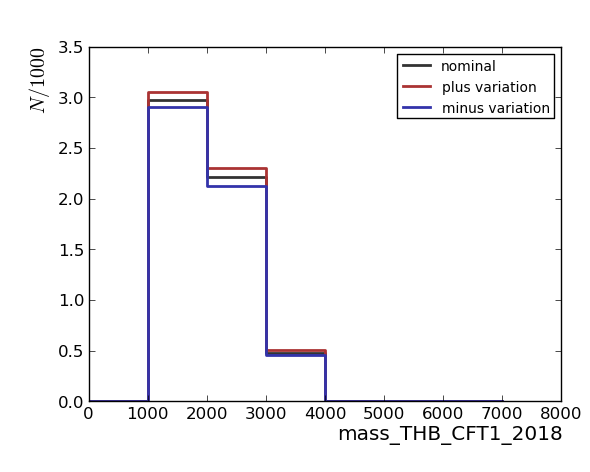 N/1000
3.5
3.0
2.5
2.0
1.5
1.0
0.5
0.0
0 1000 2000 3000 4000 5000 6000 7000 8000
mass_THB_CFT1_2018
nominal
plus variation
minus variation